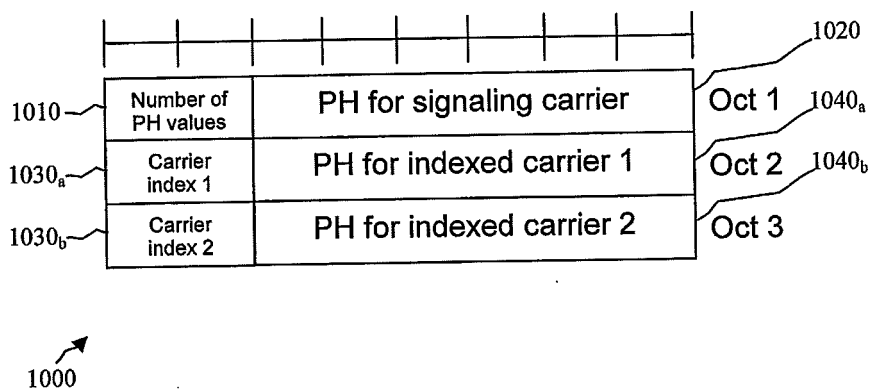 1020
1010
Number of
PH values
PH for signaling carrier
Oct 1
1040a
1030a
Carrier
index 1
PH for indexed carrier 1
Oct 2
1040b
1030b
Carrier
index 2
PH for indexed carrier 2
Oct 3
1000